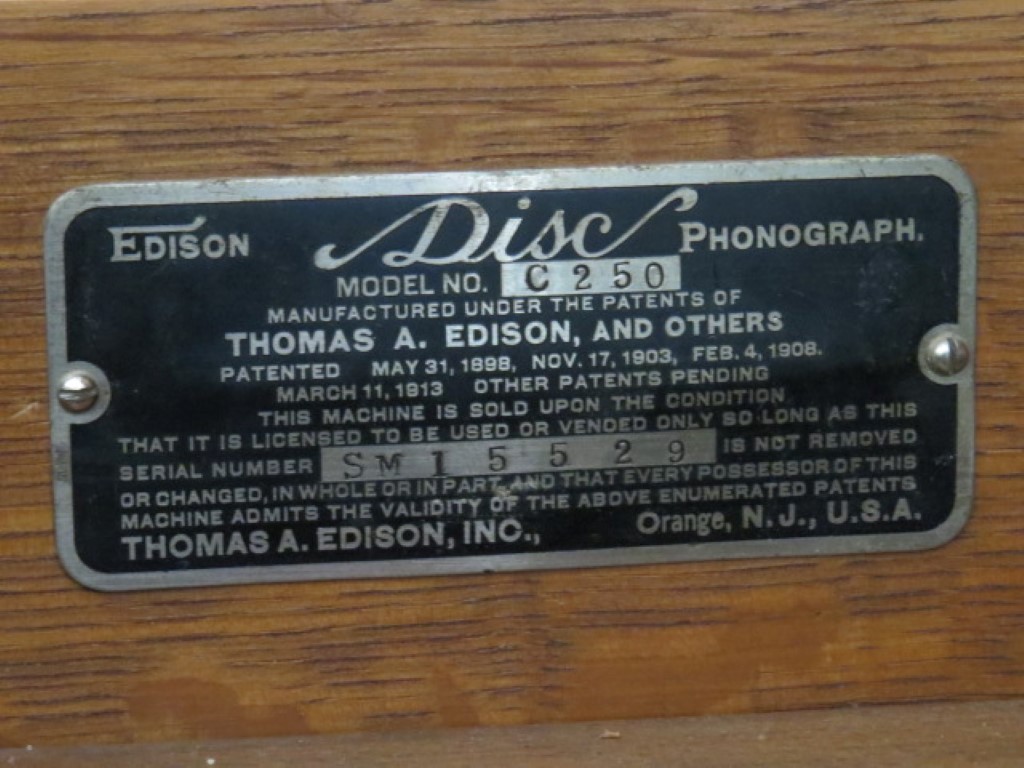 EDISON Disc PHONOGRAPH.
MODEL NO. C 250
MANUFACTURED UNDER THE PATENTS OF
THOMAS A. EDISON, AND OTHERS
PATENTED MAY 31, 1898, NOV. 17, 1903, FEB. 4, 1908.
MARCH 11, 1913 OTHER PATENTS PENDING
THIS MACHINE IS SOLD UPON THE CONDITION
THAT IT IS LICENSED TO BE USED OR VENDED ONLY SO LONG AS THIS
SERIAL NUMBER SM 1 5 5 2 9 IS NOT REMOVED
OR CHANGED, IN WHOLE OR IN PART, AND THAT EVERY POSSESSOR OF THIS
MACHINE ADMITS THE VALIDITY OF THE ABOVE ENUMERATED PATENTS
THOMAS A. EDISON, INC., Orange, N. J., U.S.A.